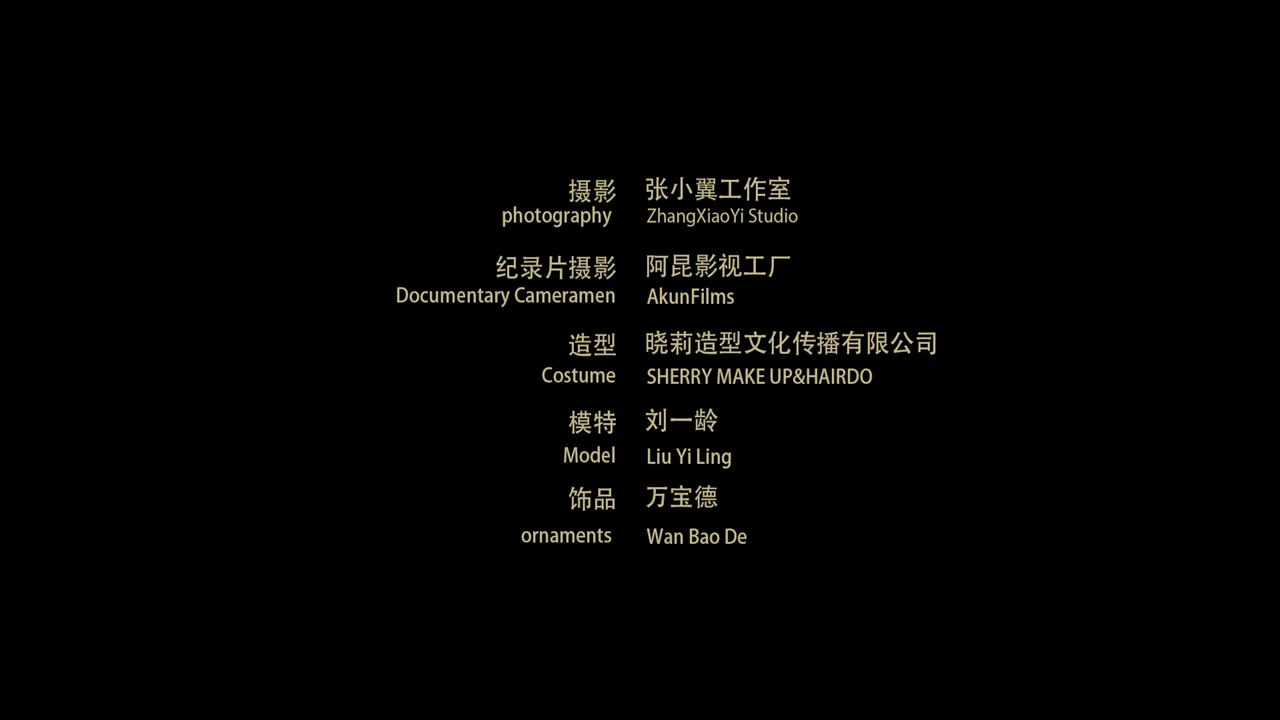 摄影 张小翼工作室
photography ZhangXiaoYi Studio
纪录片摄影 阿昆影视工厂
Documentary Cameramen AkunFilms
造型 晓莉造型文化传播有限公司
Costume SHERRY MAKE UP&HAIRDO
模特 刘一龄
Model Liu Yi Ling
饰品 万宝德
ornaments Wan Bao De